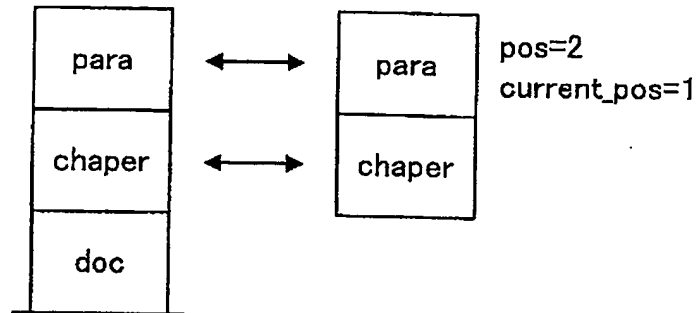 para
para
pos=2
current_pos=1
chaper
chaper
doc